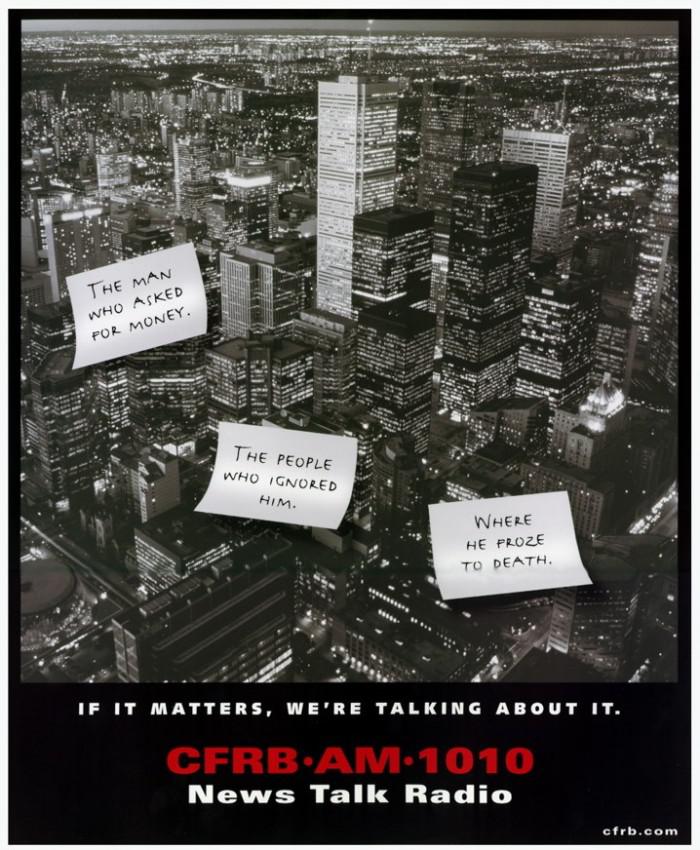 THE MAN
WHO ASKED
FOR MONEY.
THE PEOPLE
WHO IGNORED
HIM.
WHERE
HE FROZE
TO DEATH.
IF IT MATTERS, WE'RE TALKING ABOUT IT.
CFRB·AM·1010
News Talk Radio
cfrb.com